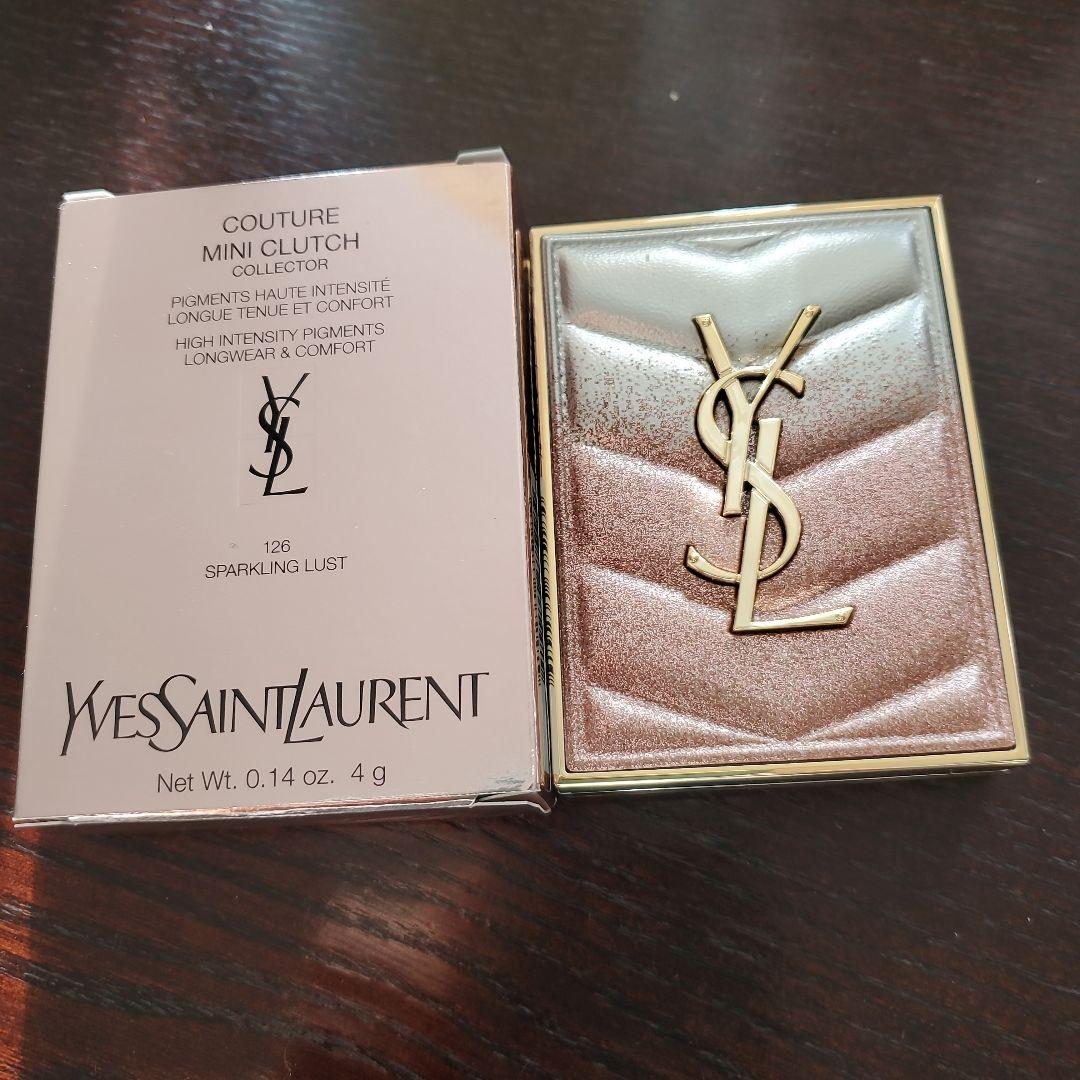 COUTURE
MINI CLUTCH
COLLECTOR
PIGMENTS HAUTE INTENSITÉ
LONGUE TENUE ET CONFORT
HIGH INTENSITY PIGMENTS
LONGWEAR & COMFORT
YSL
126
SPARKLING LUST
YVESSAINTLAURENT
Net Wt. 0.14 oz. 4 g
YSL